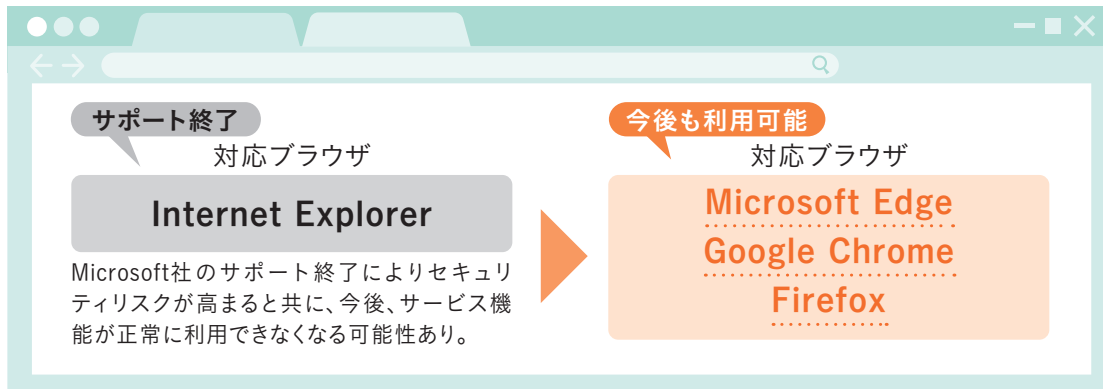 サポート終了
対応ブラウザ
Internet Explorer
Microsoft社のサポート終了によりセキュリ
ティリスクが高まると共に、今後、サービス機
能が正常に利用できなくなる可能性あり。
今後も利用可能
対応ブラウザ
Microsoft Edge
Google Chrome
Firefox